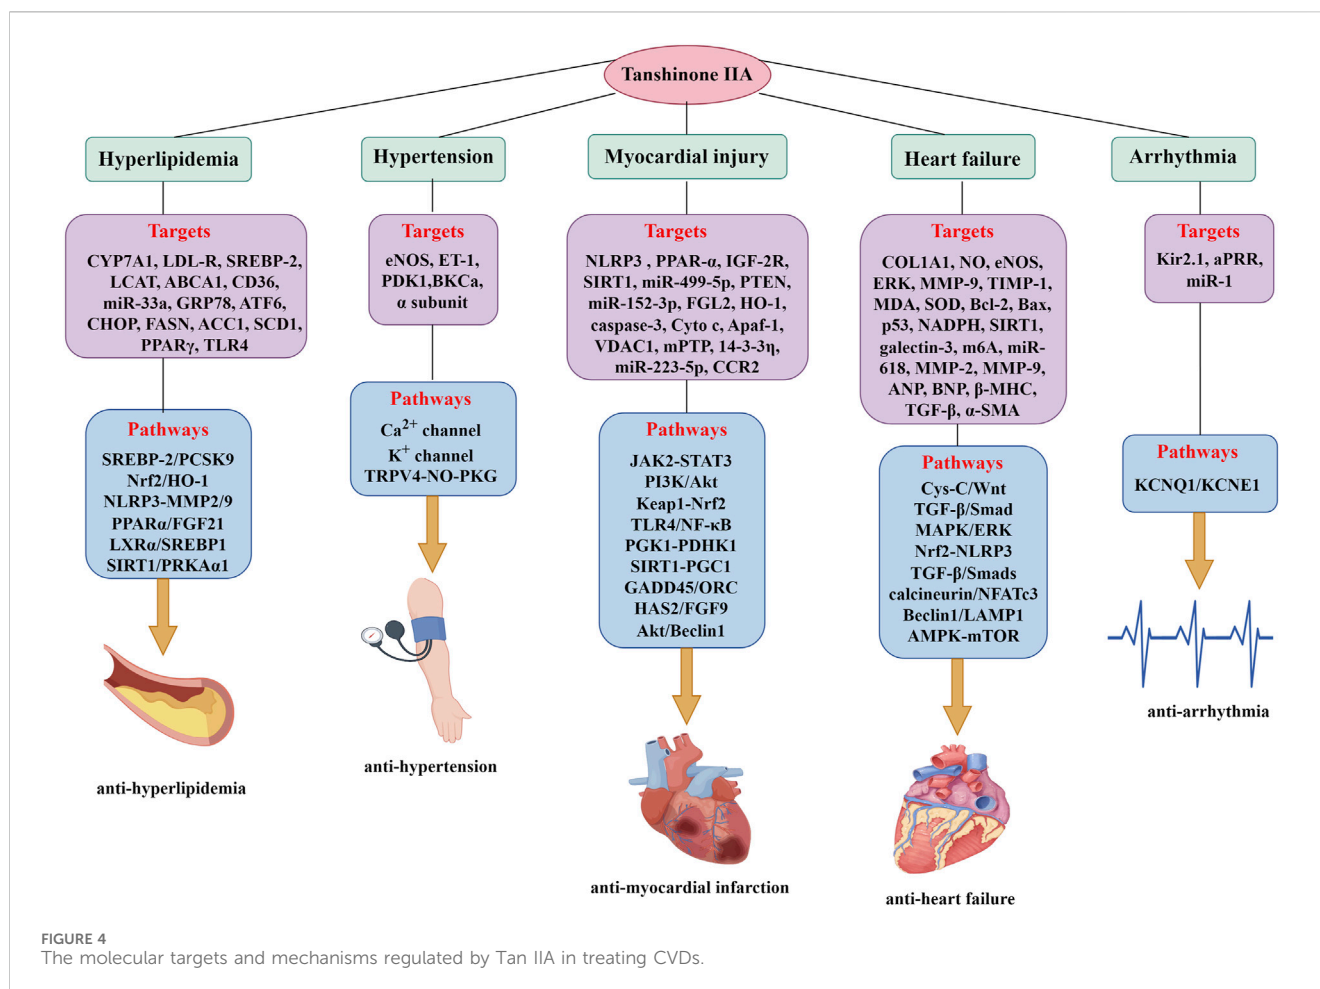 Tanshinone IIA
Hyperlipidemia
Targets
CYP7A1, LDL-R, SREBP-2,
LCAT, ABCA1, CD36,
miR-33a, GRP78, ATF6,
CHOP, FASN, ACC1, SCD1,
PPARγ, TLR4
Pathways
SREBP-2/PCSK9
Nrf2/HO-1
NLRP3-MMP2/9
PPARα/FGF21
LXRα/SREBP1
SIRT1/PRKAα1
anti-hyperlipidemia
Hypertension
Targets
eNOS, ET-1,
PDK1,BKCa,
α subunit
Pathways
Ca²⁺ channel
K⁺ channel
TRPV4-NO-PKG
anti-hypertension
Myocardial injury
Targets
NLRP3 , PPAR-α, IGF-2R,
SIRT1, miR-499-5p, PTEN,
miR-152-3p, FGL2, HO-1,
caspase-3, Cyto c, Apaf-1,
VDAC1, mPTP, 14-3-3η,
miR-223-5p, CCR2
Pathways
JAK2-STAT3
PI3K/Akt
Keap1-Nrf2
TLR4/NF-κB
PGK1-PDHK1
SIRT1-PGC1
GADD45/ORC
HAS2/FGF9
Akt/Beclin1
anti-myocardial infarction
Heart failure
Targets
COL1A1, NO, eNOS,
ERK, MMP-9, TIMP-1,
MDA, SOD, Bcl-2, Bax,
p53, NADPH, SIRT1,
galectin-3, m6A, miR-
618, MMP-2, MMP-9,
ANP, BNP, β-MHC,
TGF-β, α-SMA
Pathways
Cys-C/Wnt
TGF-β/Smad
MAPK/ERK
Nrf2-NLRP3
TGF-β/Smads
calcineurin/NFATc3
Beclin1/LAMP1
AMPK-mTOR
anti-heart failure
Arrhythmia
Targets
Kir2.1, aPRR,
miR-1
Pathways
KCNQ1/KCNE1
anti-arrhythmia
FIGURE 4
The molecular targets and mechanisms regulated by Tan IIA in treating CVDs.